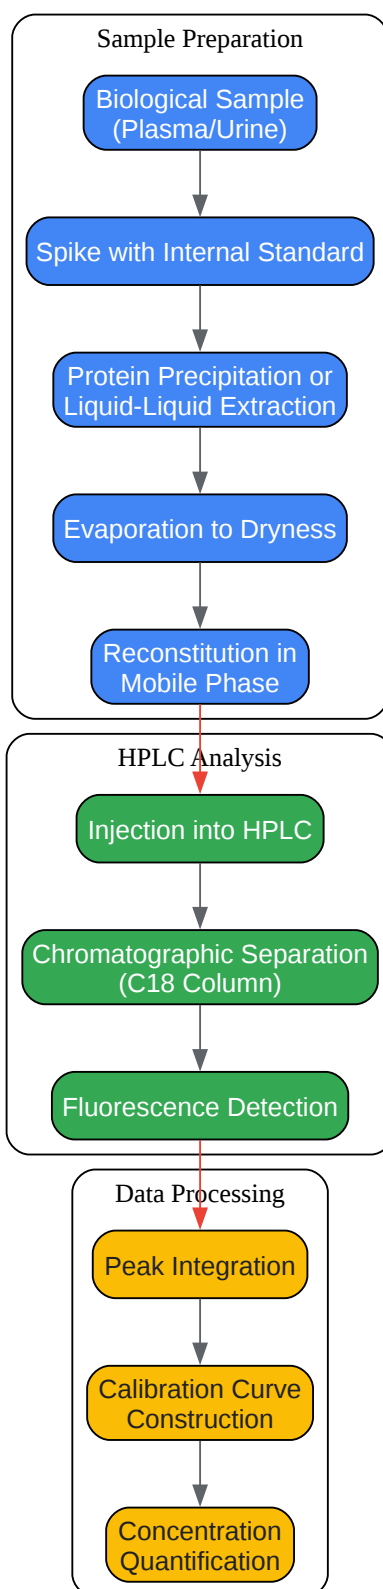 Sample Preparation
Biological Sample
(Plasma/Urine)
Spike with Internal Standard
Protein Precipitation or
Liquid-Liquid Extraction
Evaporation to Dryness
Reconstitution in
Mobile Phase
HPLC Analysis
Injection into HPLC
Chromatographic Separation
(C18 Column)
Fluorescence Detection
Data Processing
Peak Integration
Calibration Curve
Construction
Concentration
Quantification